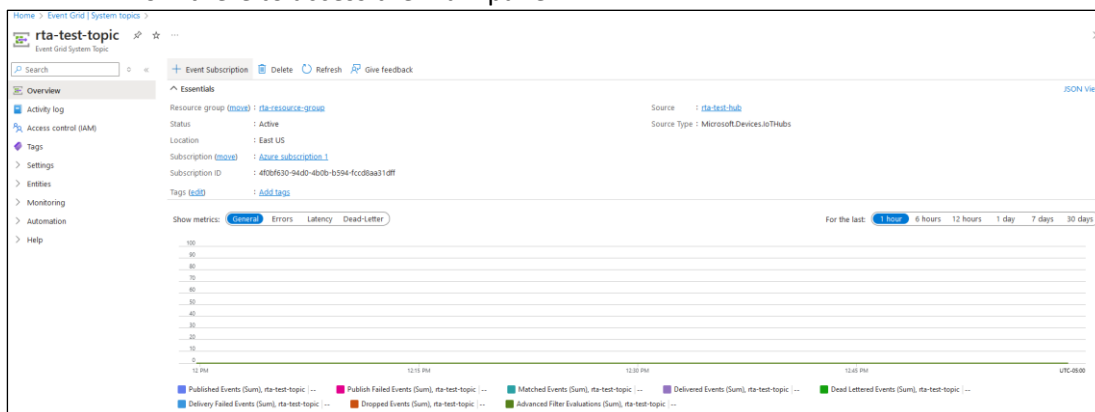 Home > Event Grid | System topics >
rta-test-topic
Event Grid System Topic
Search
Event Subscription Delete Refresh Give feedback
Overview
Activity log
Access control (IAM)
Tags
Settings
Entities
Monitoring
Automation
Help
Essentials
JSON Vie
Resource group (move) : rta-resource-group
Status : Active
Location : East US
Subscription (move) : Azure subscription 1
Subscription ID : 4f0bf630-94d0-4b0b-b594-fccd8aa31dff
Tags (edit) : Add tags
Source : rta-test-hub
Source Type : Microsoft.Devices.IoTHubs
Show metrics: General Errors Latency Dead-Letter
For the last: 1 hour 6 hours 12 hours 1 day 7 days 30 days
100
90
80
70
60
50
40
30
20
10
0
12 PM 12:15 PM 12:30 PM 12:45 PM UTC-05:00
Published Events (Sum), rta-test-topic | -- Publish Failed Events (Sum), rta-test-topic | -- Matched Events (Sum), rta-test-topic | -- Delivered Events (Sum), rta-test-topic | -- Dead Lettered Events (Sum), rta-test-topic | --
Delivery Failed Events (Sum), rta-test-topic | -- Dropped Events (Sum), rta-test-topic | -- Advanced Filter Evaluations (Sum), rta-test-topic | --